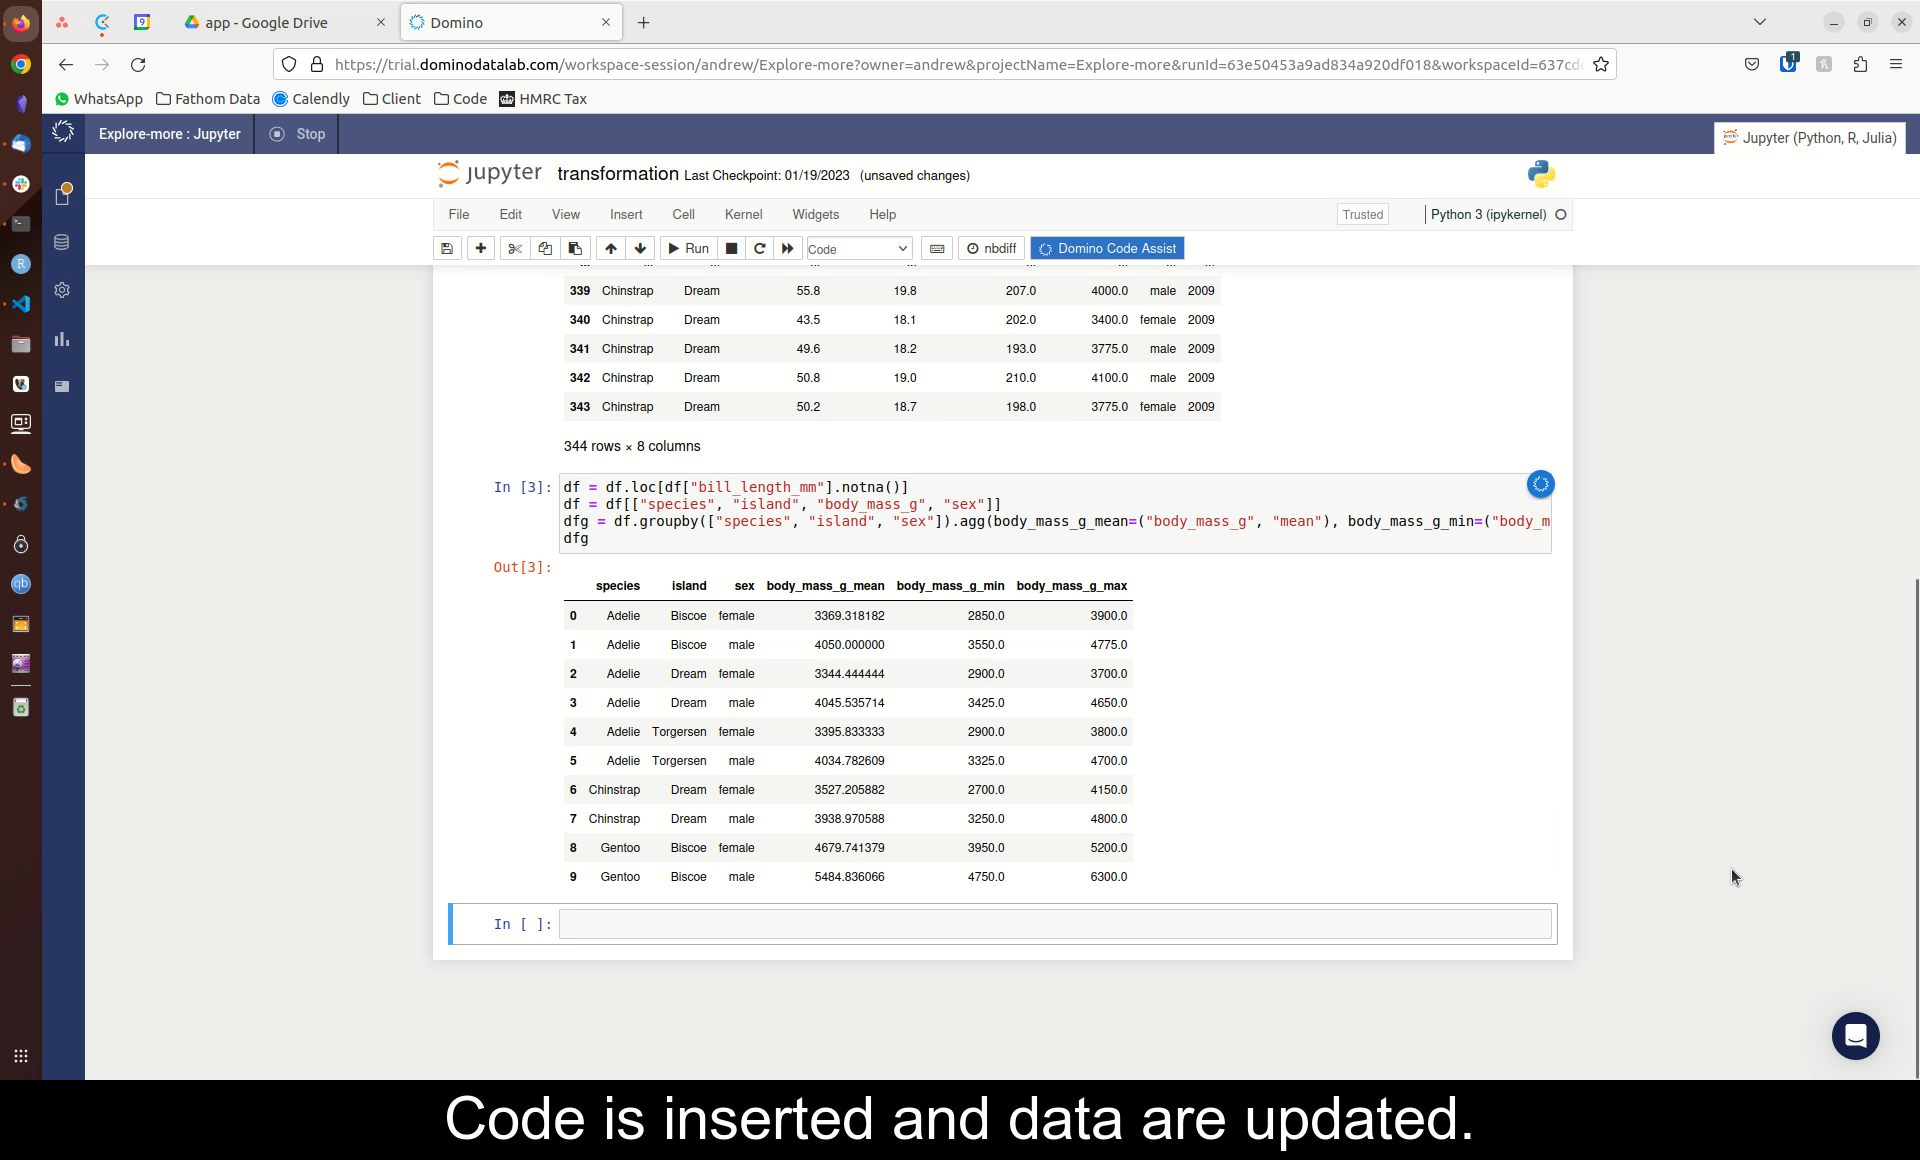 app - Google Drive
Domino
https://trial.dominodatalab.com/workspace-session/andrew/Explore-more?owner=andrew&projectName=Explore-more&runId=63e50453a9ad834a920df018&workspaceId=637cd
WhatsApp Fathom Data Calendly Client Code HMRC Tax
Explore-more : Jupyter Stop
Jupyter (Python, R, Julia)
jupyter transformation Last Checkpoint: 01/19/2023 (unsaved changes)
File Edit View Insert Cell Kernel Widgets Help Trusted Python 3 (ipykernel)
Run Code nbdiff Domino Code Assist
339 Chinstrap Dream 55.8 19.8 207.0 4000.0 male 2009
340 Chinstrap Dream 43.5 18.1 202.0 3400.0 female 2009
341 Chinstrap Dream 49.6 18.2 193.0 3775.0 male 2009
342 Chinstrap Dream 50.8 19.0 210.0 4100.0 male 2009
343 Chinstrap Dream 50.2 18.7 198.0 3775.0 female 2009
344 rows × 8 columns
In [3]: df = df.loc[df["bill_length_mm"].notna()]
df = df[["species", "island", "body_mass_g", "sex"]]
dfg = df.groupby(["species", "island", "sex"]).agg(body_mass_g_mean=("body_mass_g", "mean"), body_mass_g_min=("body_m
dfg
Out[3]:
species island sex body_mass_g_mean body_mass_g_min body_mass_g_max
0 Adelie Biscoe female 3369.318182 2850.0 3900.0
1 Adelie Biscoe male 4050.000000 3550.0 4775.0
2 Adelie Dream female 3344.444444 2900.0 3700.0
3 Adelie Dream male 4045.535714 3425.0 4650.0
4 Adelie Torgersen female 3395.833333 2900.0 3800.0
5 Adelie Torgersen male 4034.782609 3325.0 4700.0
6 Chinstrap Dream female 3527.205882 2700.0 4150.0
7 Chinstrap Dream male 3938.970588 3250.0 4800.0
8 Gentoo Biscoe female 4679.741379 3950.0 5200.0
9 Gentoo Biscoe male 5484.836066 4750.0 6300.0
In [ ]:
Code is inserted and data are updated.